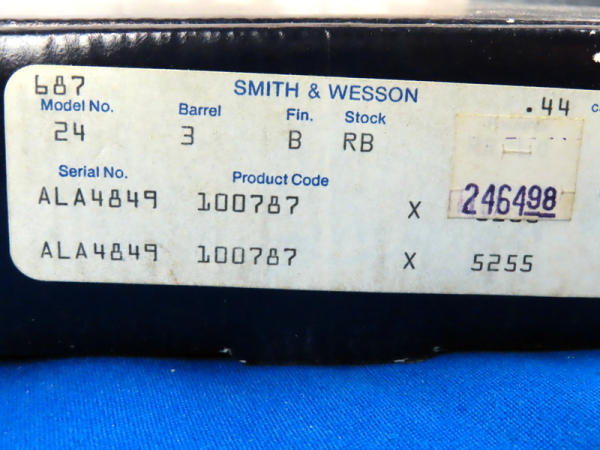 687 SMITH & WESSON .44
Model No. Barrel Fin. Stock
24 3 B RB
Serial No. Product Code
ALA4849 100787 X 246498
ALA4849 100787 X 5255